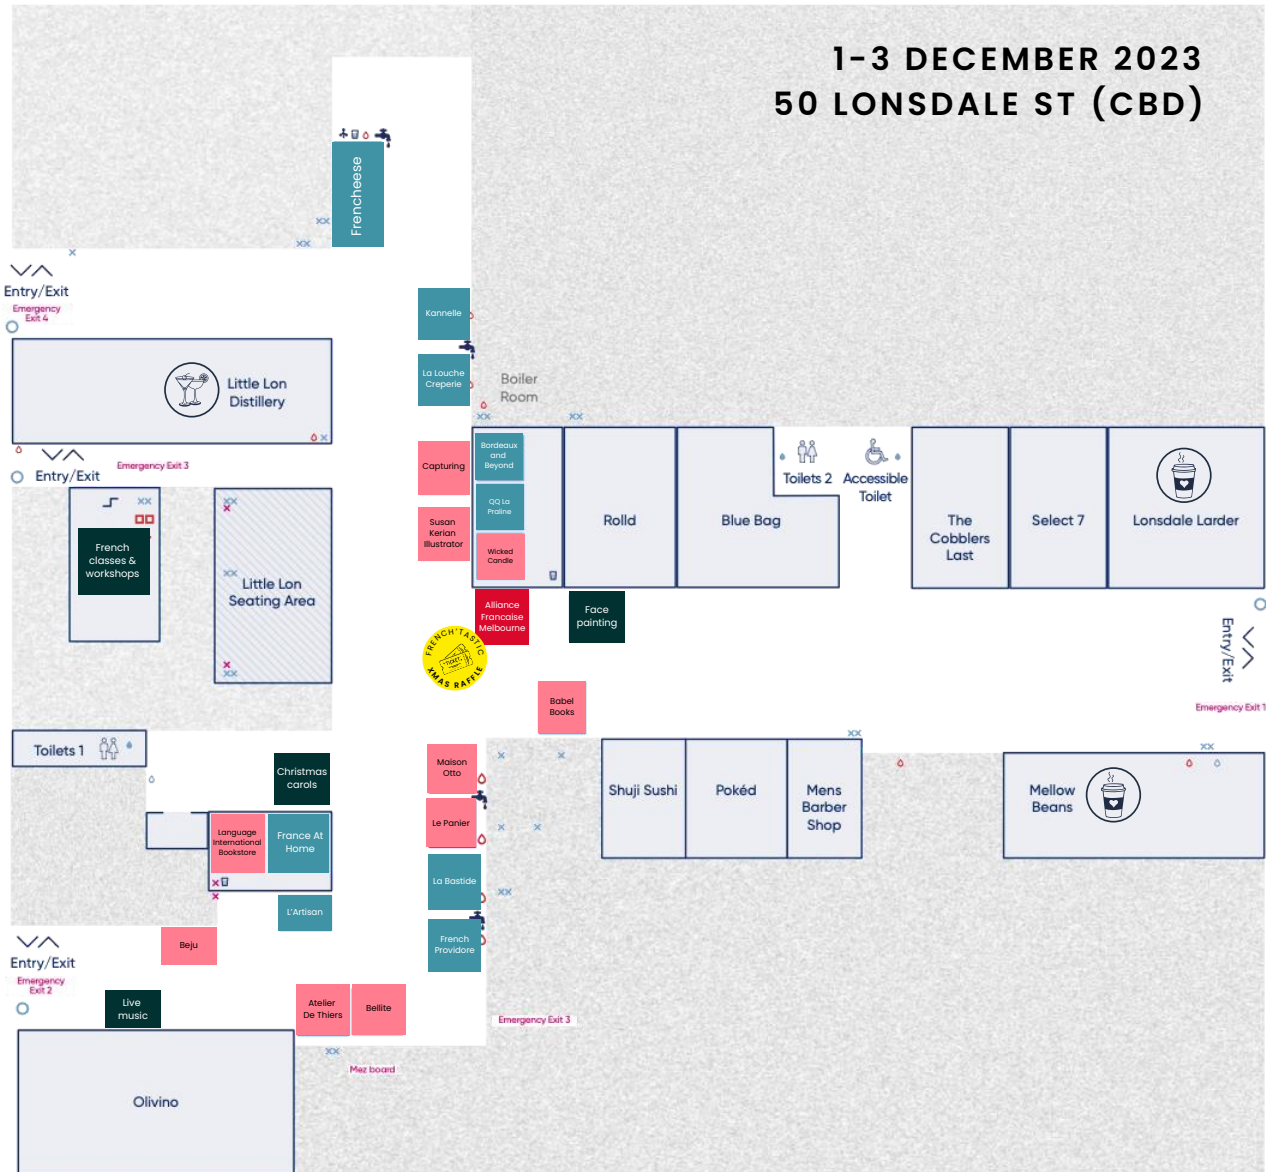 1-3 DECEMBER 2023
50 LONSDALE ST (CBD)
Frencheese
Entry/Exit
Emergency
Exit 4
Kannelle
La Louche
Creperie
Boiler
Room
Little Lon
Distillery
Emergency Exit 3
Entry/Exit
Capturing
Susan
Kerian
Illustrator
Bordeaux
and
Beyond
QQ La
Praline
Wicked
Candle
Rolld
Blue Bag
Toilets 2
Accessible
Toilet
The
Cobblers
Last
Select 7
Lonsdale Larder
French
classes &
workshops
Little Lon
Seating Area
Alliance
Francaise
Melbourne
Face
painting
FRENCH'TASTIC
TICKET
XMAS RAFFLE
Entry/Exit
Emergency Exit 1
Babel
Books
Toilets 1
Christmas
carols
Maison
Otto
Le Panier
Shuji Sushi
Pokéd
Mens
Barber
Shop
Mellow
Beans
Language
International
Bookstore
France At
Home
La Bastide
L'Artisan
French
Providore
Beju
Entry/Exit
Emergency
Exit 2
Live
music
Atelier
De Thiers
Bellite
Emergency Exit 3
Mez board
Olivino